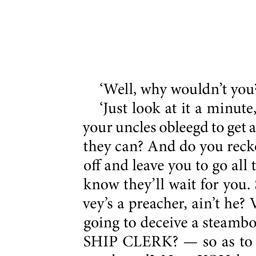 ‘Well, why wouldn’t you
‘Just look at it a minute,
your uncles obleegd to get a
they can? And do you reck
off and leave you to go all
know they’ll wait for you.
vey’s a preacher, ain’t he?
going to deceive a steambo
SHIP CLERK? — so as to